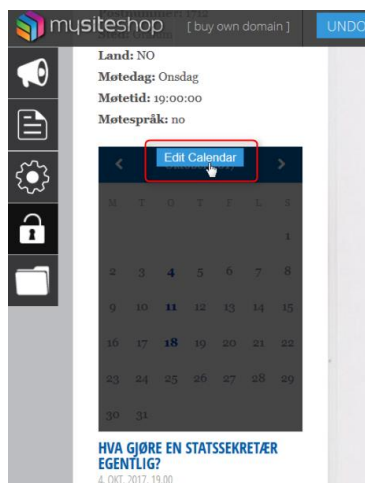 mysiteshop [ buy own domain ] UNDO
Postnummer: 1712
Land: NO
Møtedag: Onsdag
Møtetid: 19:00:00
Møtespråk: no
Edit Calendar
M T O T F L S
1
2 3 4 5 6 7 8
9 10 11 12 13 14 15
16 17 18 19 20 21 22
23 24 25 26 27 28 29
30 31
HVA GJØRE EN STATSSEKRETÆR
EGENTLIG?
4. OKT. 2017, 19.00